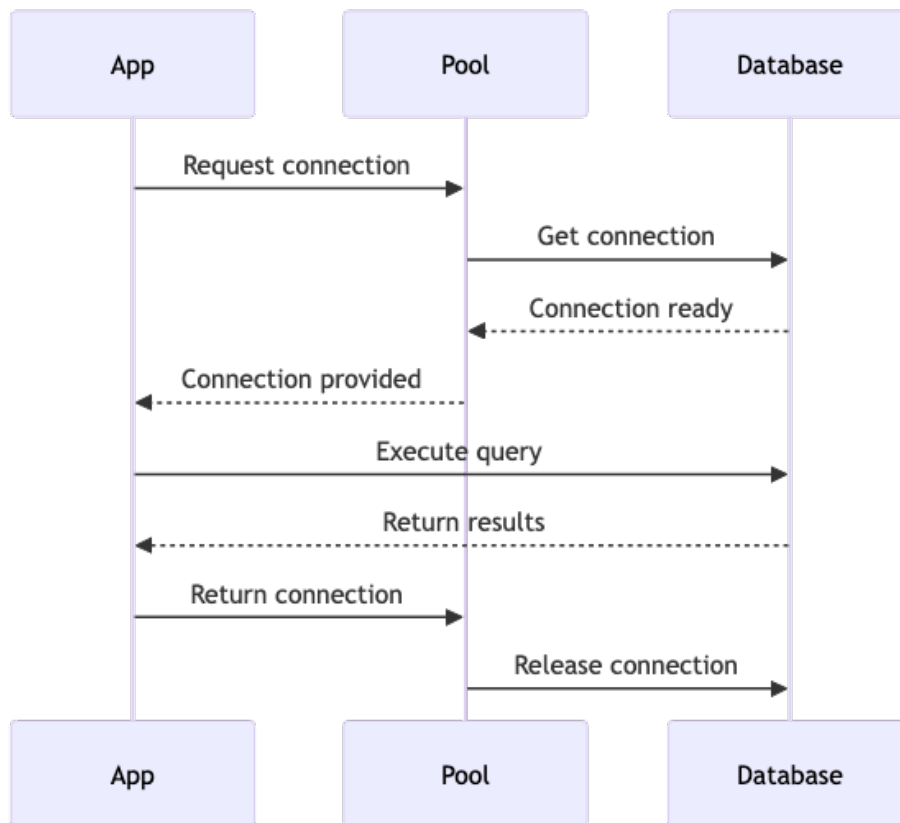 App Pool Database
Request connection
Get connection
Connection ready
Connection provided
Execute query
Return results
Return connection
Release connection
App Pool Database